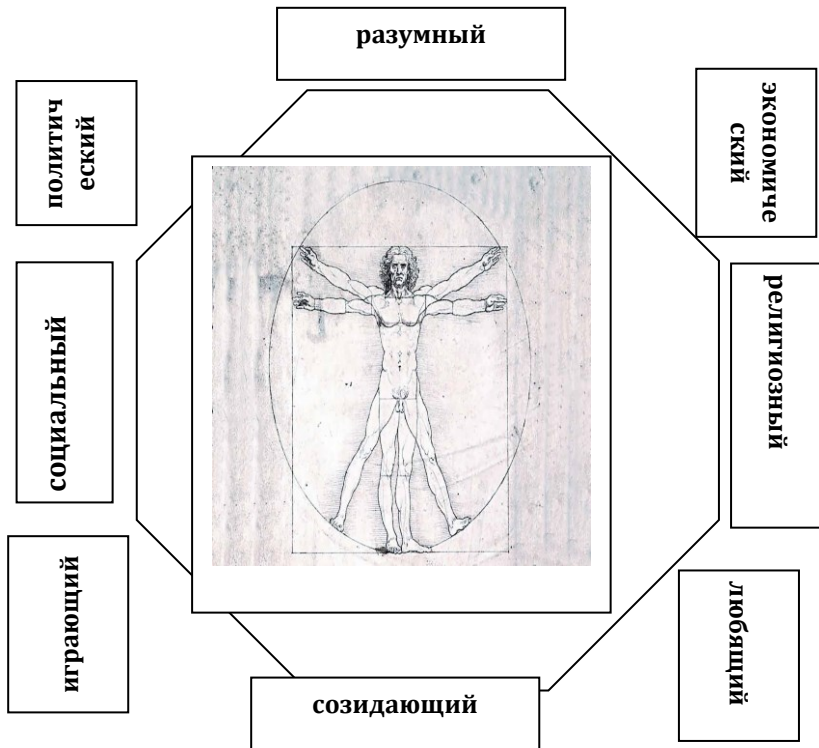 разумный
политич
еский
экономиче
ский
социальный
религиозный
играющий
любящий
созидающий